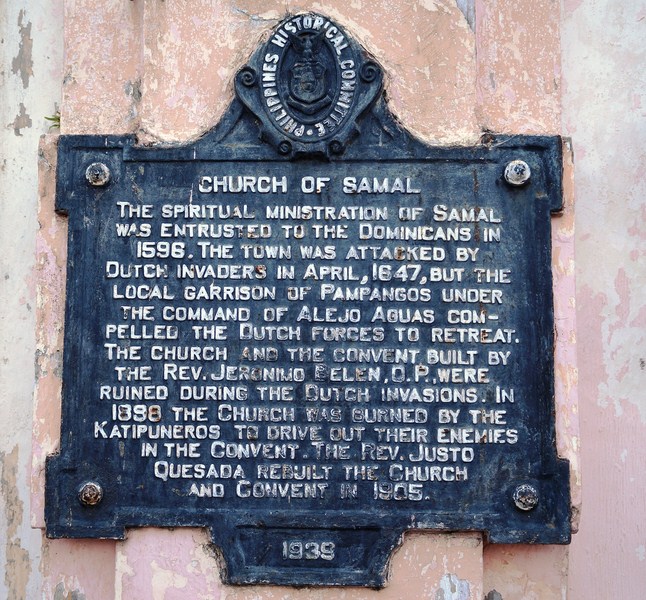 PHILIPPINES HISTORICAL COMMITTEE
CHURCH OF SAMAL
THE SPIRITUAL MINISTRATION OF SAMAL
WAS ENTRUSTED TO THE DOMINICANS IN
1596. THE TOWN WAS ATTACKED BY
DUTCH INVADERS IN APRIL, 1647, BUT THE
LOCAL GARRISON OF PAMPANGOS UNDER
THE COMMAND OF ALEJO AGUAS COM-
PELLED THE DUTCH FORCES TO RETREAT.
THE CHURCH AND THE CONVENT BUILT BY
THE REV. JERONIMO BELEN, O.P., WERE
RUINED DURING THE DUTCH INVASIONS. IN
1898 THE CHURCH WAS BURNED BY THE
KATIPUNEROS TO DRIVE OUT THEIR ENEMIES
IN THE CONVENT. THE REV. JUSTO
QUESADA REBUILT THE CHURCH
AND CONVENT IN 1905.
1939